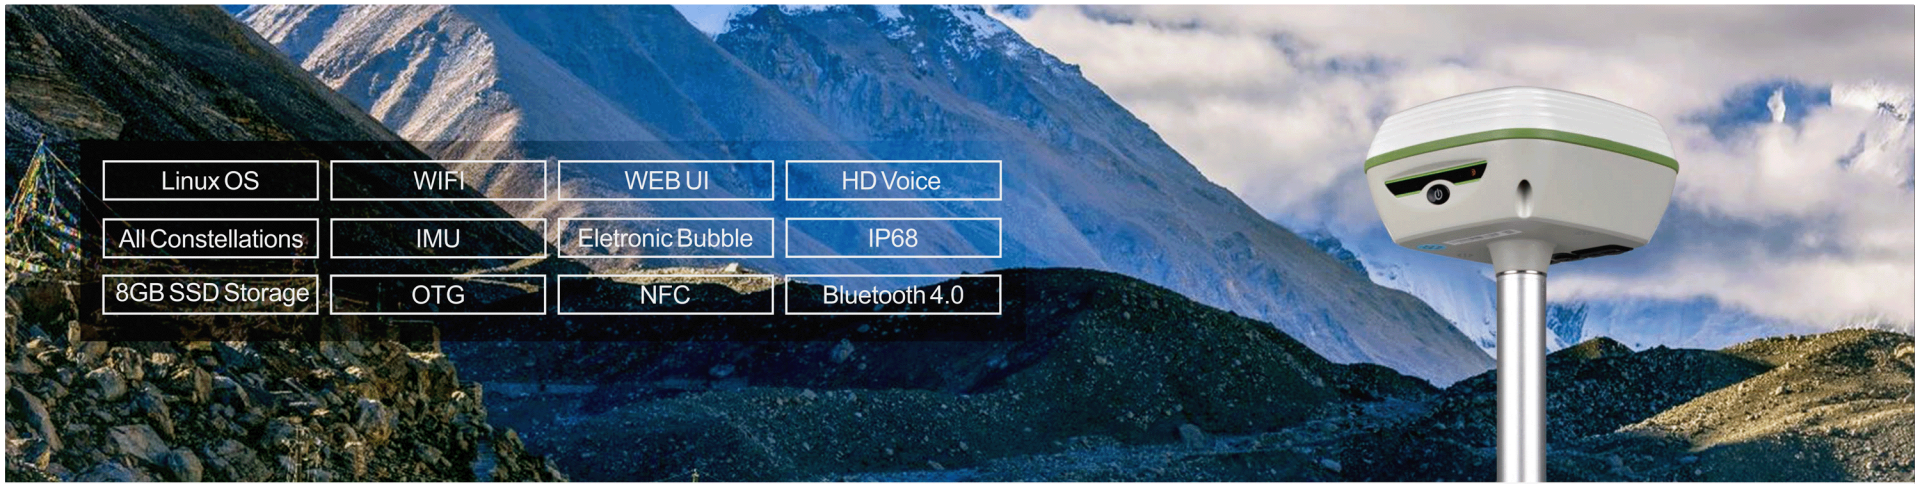 Linux OS
WIFI
WEB UI
HD Voice
All Constellations
IMU
Eletronic Bubble
IP68
8GB SSD Storage
OTG
NFC
Bluetooth 4.0